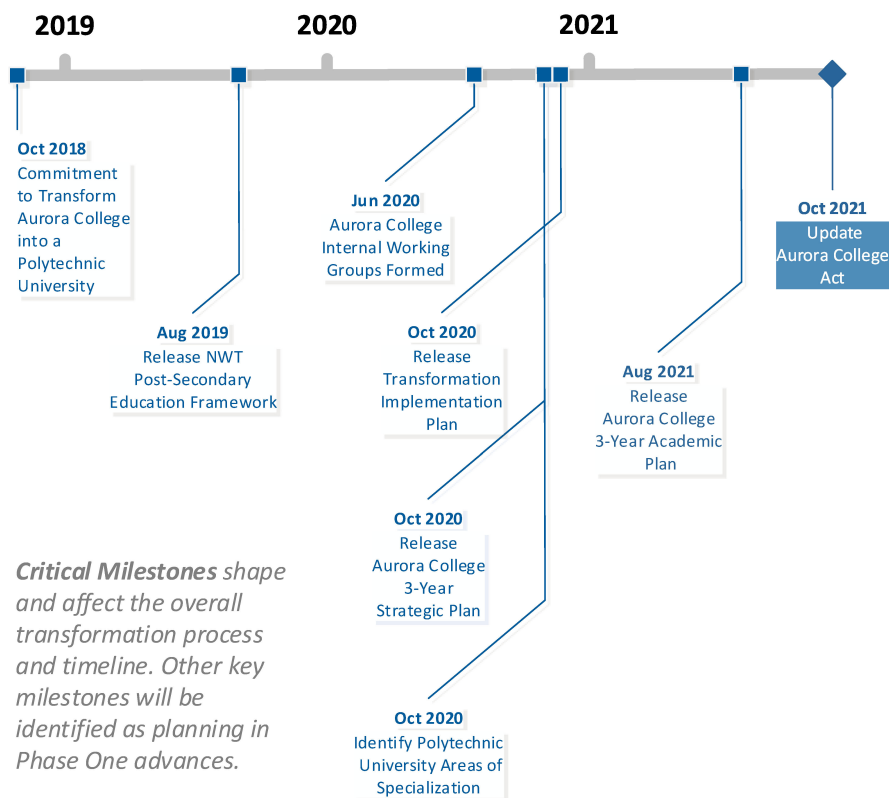 2019
2020
2021
Oct 2018
Commitment
to Transform
Aurora College
into a
Polytechnic
University
Aug 2019
Release NWT
Post-Secondary
Education Framework
Jun 2020
Aurora College
Internal Working
Groups Formed
Oct 2020
Release
Transformation
Implementation
Plan
Oct 2020
Release
Aurora College
3-Year
Strategic Plan
Oct 2020
Identify Polytechnic
University Areas of
Specialization
Aug 2021
Release
Aurora College
3-Year Academic
Plan
Oct 2021
Update
Aurora College
Act
Critical Milestones shape
and affect the overall
transformation process
and timeline. Other key
milestones will be
identified as planning in
Phase One advances.